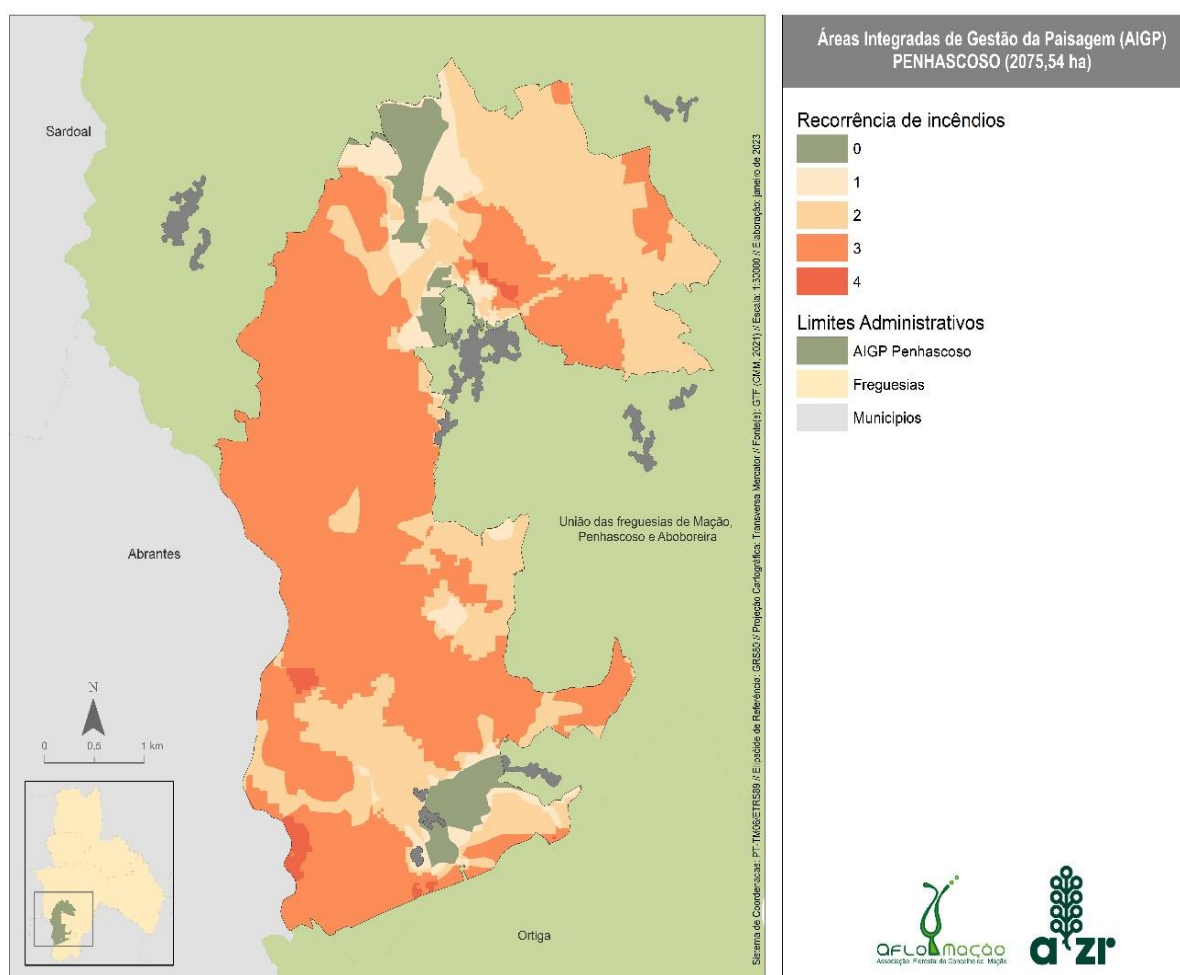 Áreas Integradas de Gestão da Paisagem (AIGP)
PENHASCOSO (2075,54 ha)
Recorrência de incêndios
0
1
2
3
4
Limites Administrativos
AIGP Penhascoso
Freguesias
Municipios
Sardoal
Abrantes
União das freguesias de Mação,
Penhascoso e Aboboreira
Ortiga
N
0 0,5 1 km
Sistema de Coordenadas: PT-TM06/ETRS89 // Elipsóide de Referência: GRS80 // Projeção Cartográfica: Transversa Mercator // Fonte(s): GTF (CMM, 2021) // Escala: 1:30000 // Elaboração: janeiro de 2023
aflomação
Associação Florestal do Concelho de Mação
aizr